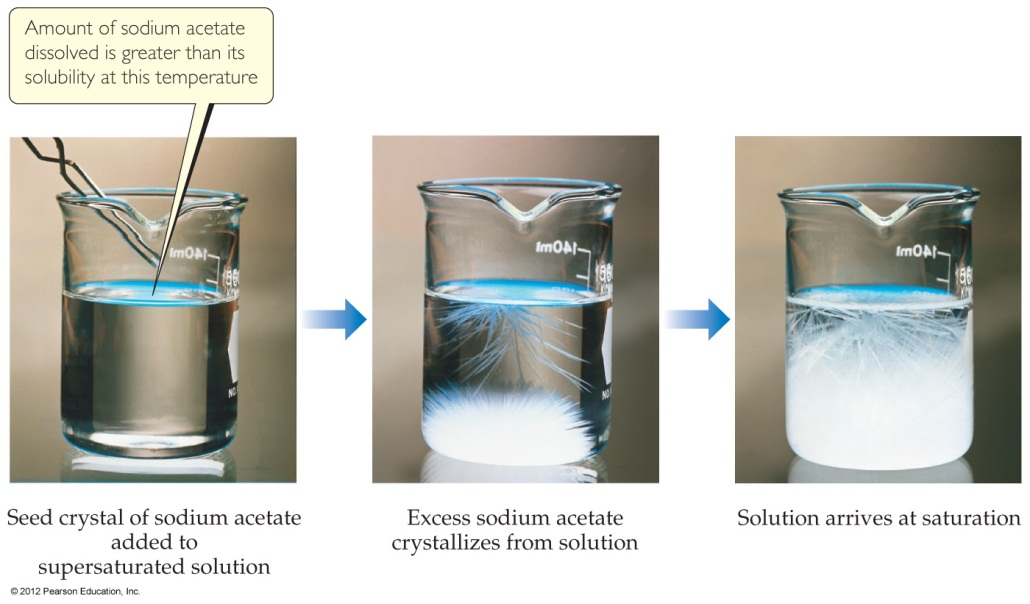 Amount of sodium acetate
dissolved is greater than its
solubility at this temperature
140ml
140ml
140ml
Seed crystal of sodium acetate
added to
supersaturated solution
Excess sodium acetate
crystallizes from solution
Solution arrives at saturation
© 2012 Pearson Education, Inc.